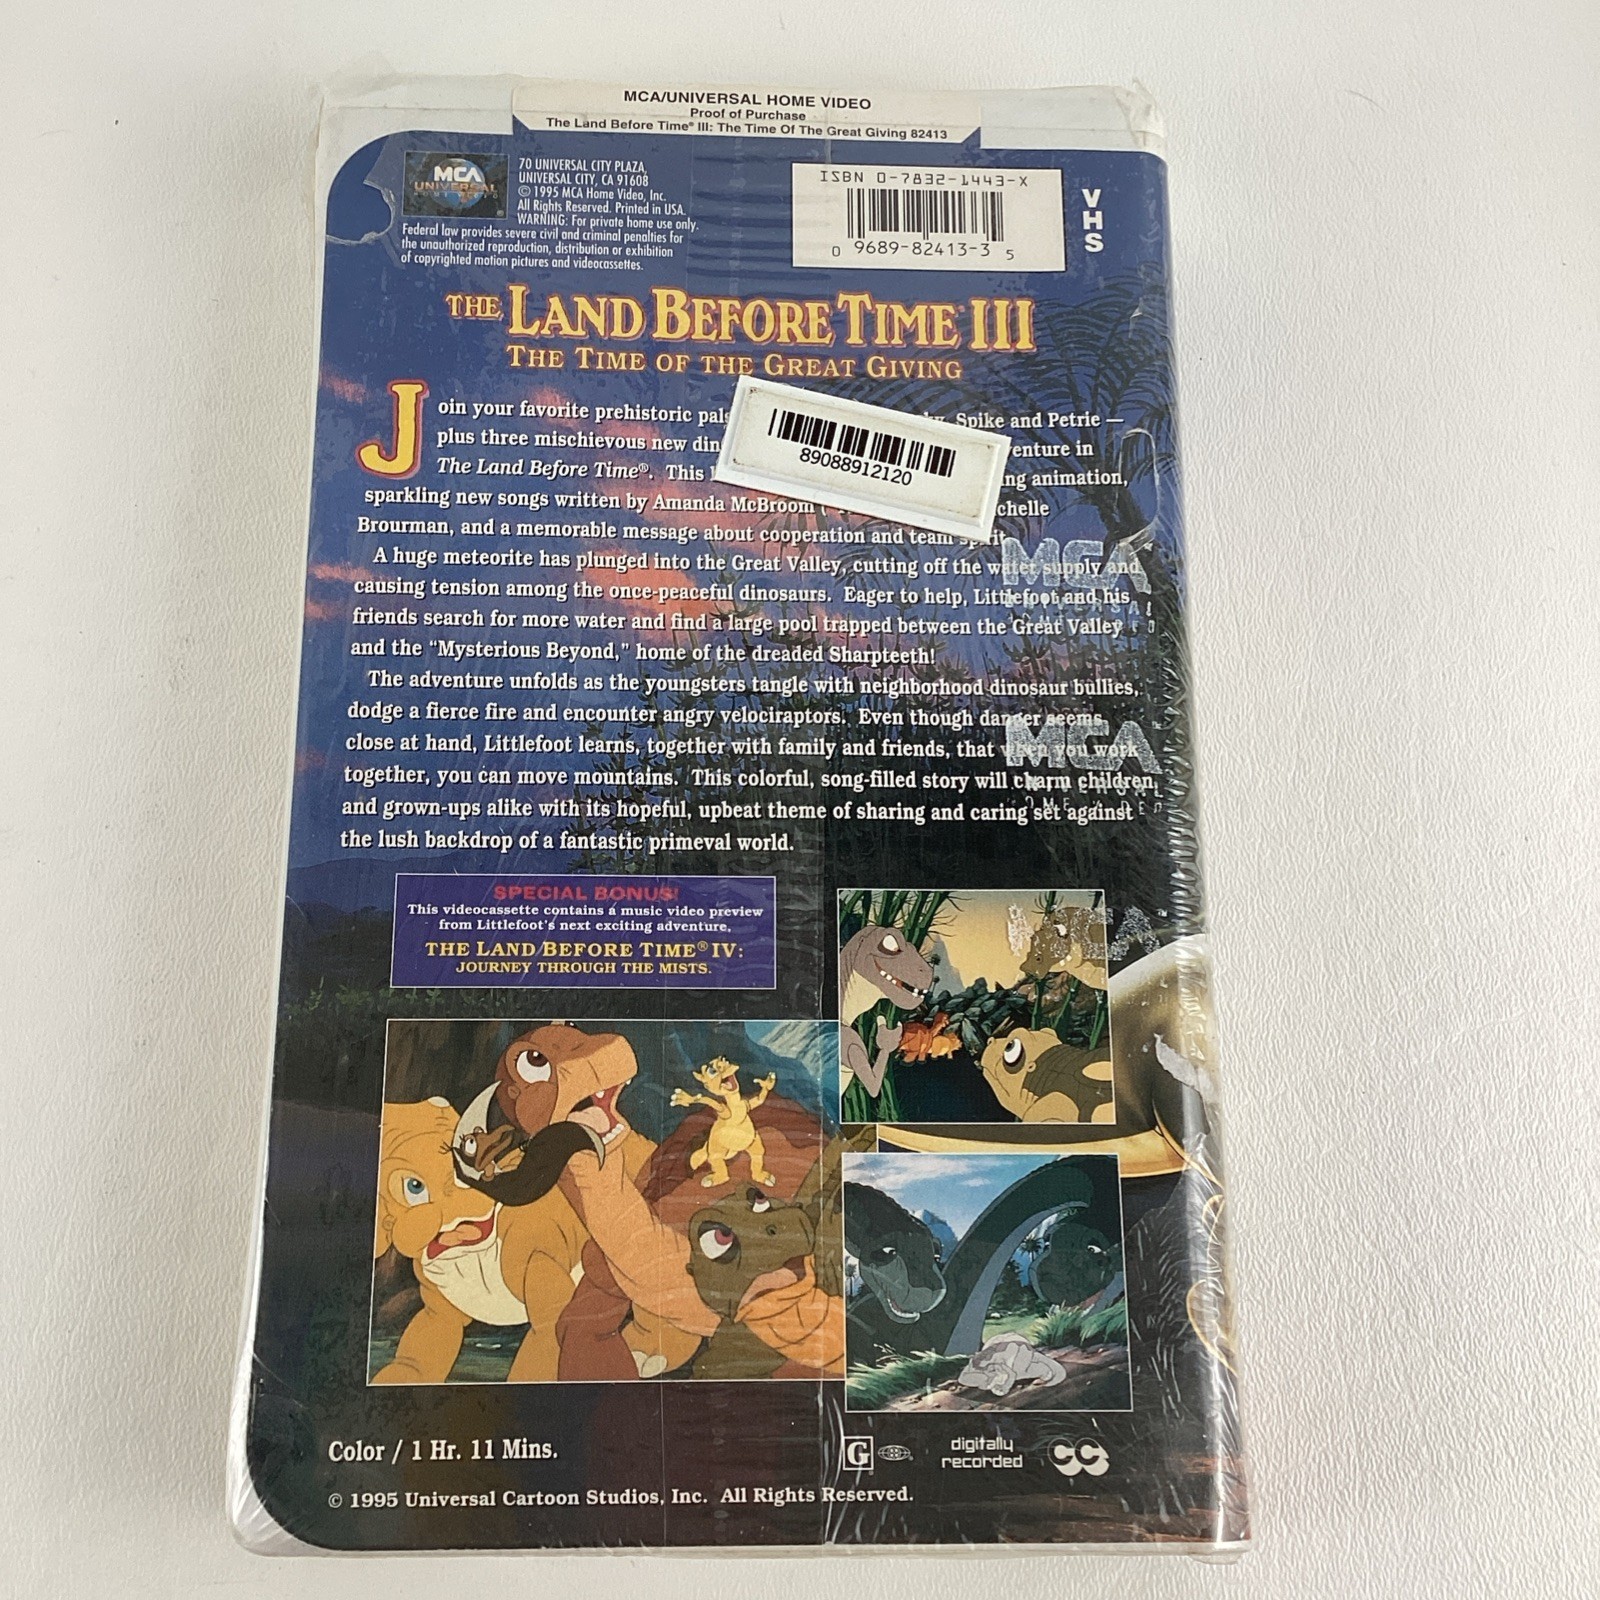 MCA/UNIVERSAL HOME VIDEO
Proof of Purchase
The Land Before Time® III: The Time Of The Great Giving 82413
MCA
UNIVERSAL
70 UNIVERSAL CITY PLAZA,
UNIVERSAL CITY, CA 91608
© 1995 MCA Home Video, Inc.
All Rights Reserved. Printed in USA.
WARNING: For private home use only.
Federal law provides severe civil and criminal penalties for
the unauthorized reproduction, distribution or exhibition
of copyrighted motion pictures and videocassettes.
ISBN 0-7832-1443-X
0 9689-82413-3 5
VHS
THE LAND BEFORE TIME III
THE TIME OF THE GREAT GIVING
Join your favorite prehistoric Spike and Petrie —
plus three mischievous new in
The Land Before Time®. This animation,
sparkling new songs written by Amanda McBroom
Brourman, and a memorable message about cooperation and team spirit
A huge meteorite has plunged into the Great Valley, cutting off the water supply and
causing tension among the once-peaceful dinosaurs. Eager to help, Littlefoot and his
friends search for more water and find a large pool trapped between the Great Valley
and the “Mysterious Beyond,” home of the dreaded Sharpteeth!
The adventure unfolds as the youngsters tangle with neighborhood dinosaur bullies,
dodge a fierce fire and encounter angry velociraptors. Even though danger seems
close at hand, Littlefoot learns, together with family and friends, that when you work
together, you can move mountains. This colorful, song-filled story will charm children
and grown-ups alike with its hopeful, upbeat theme of sharing and caring set against
the lush backdrop of a fantastic primeval world.
89088912120
MCA
MCA
MCA
SPECIAL BONUS!
This videocassette contains a music video preview
from Littlefoot's next exciting adventure,
THE LAND BEFORE TIME® IV:
JOURNEY THROUGH THE MISTS.
Color / 1 Hr. 11 Mins.
G
digitally
recorded
CC
© 1995 Universal Cartoon Studios, Inc. All Rights Reserved.